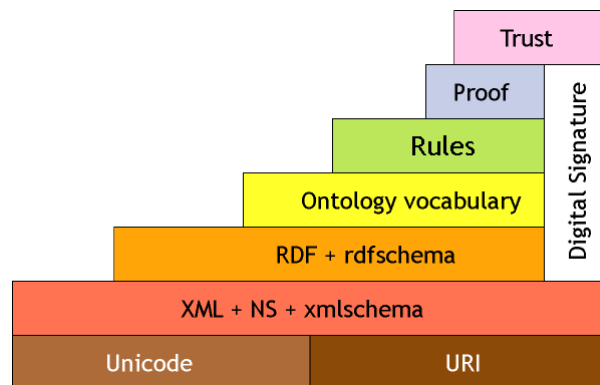 Trust
Proof
Rules
Ontology vocabulary
RDF + rdfschema
Digital Signature
XML + NS + xmlschema
Unicode
URI